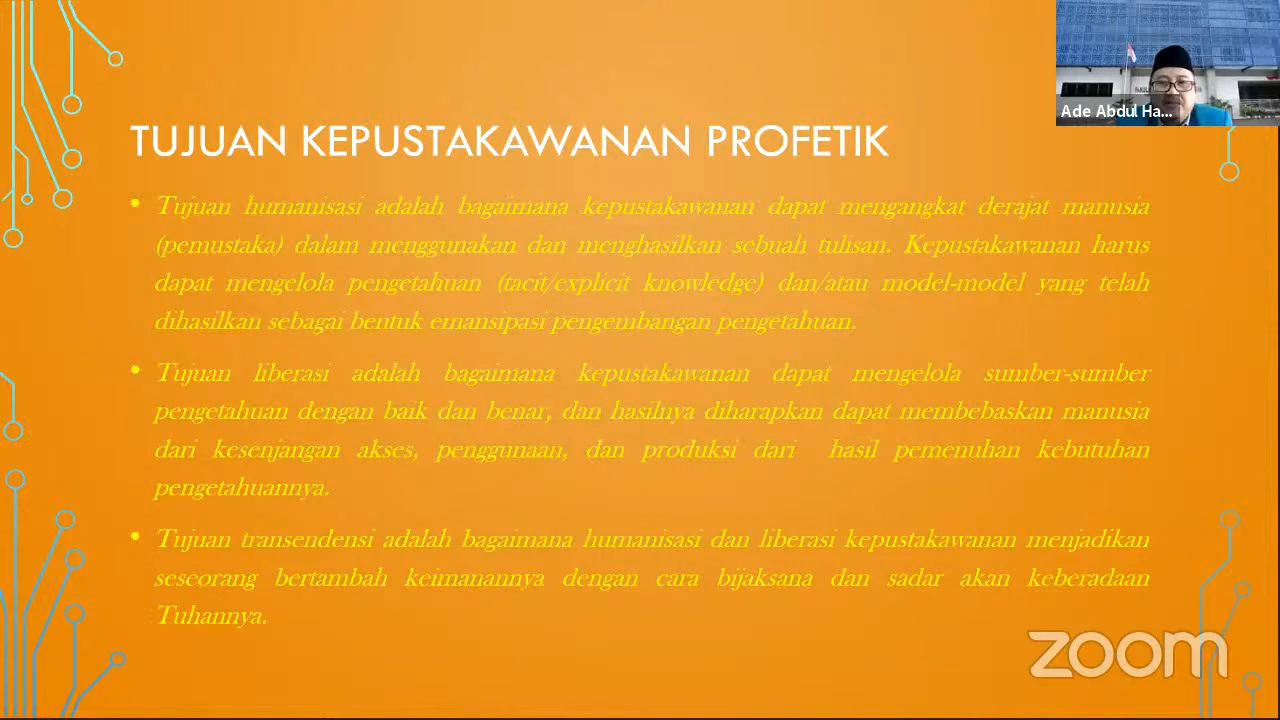 Ade Abdul Ha...
TUJUAN KEPUSTAKAWANAN PROFETIK
• Tujuan humanisasi adalah bagaimana kepustakawanan dapat mengangkat derajat manusia
(pemustaka) dalam menggunakan dan menghasilkan sebuah tulisan. Kepustakawanan harus
dapat mengelola pengetahuan (tacit/explicit knowledge) dan/atau model-model yang telah
dihasilkan sebagai bentuk emansipasi pengembangan pengetahuan.
• Tujuan liberasi adalah bagaimana kepustakawanan dapat mengelola sumber-sumber
pengetahuan dengan baik dan benar, dan hasilnya diharapkan dapat membebaskan manusia
dari kesenjangan akses, penggunaan, dan produksi dari hasil pemenuhan kebutuhan
pengetahuannya.
• Tujuan transendensi adalah bagaimana humanisasi dan liberasi kepustakawanan menjadikan
seseorang bertambah keimanannya dengan cara bijaksana dan sadar akan keberadaan
Tuhannya.
zoom